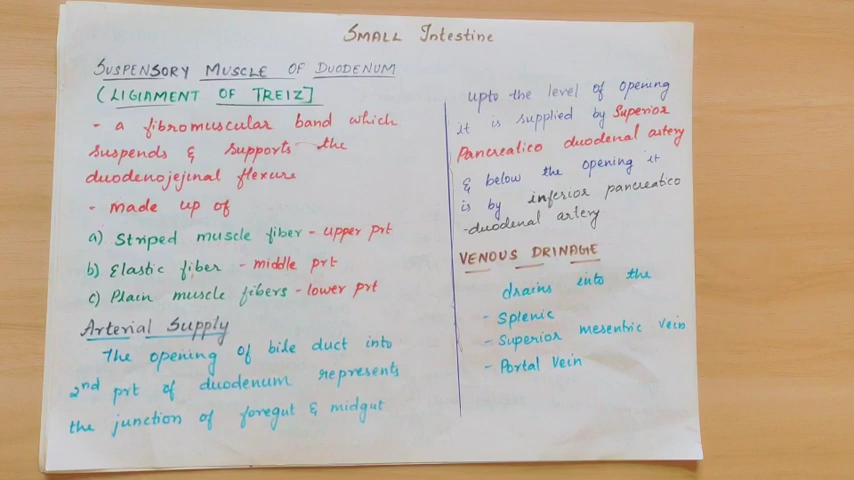 SMALL Intestine
SUSPENSORY MUSCLE OF DUODENUM
(LIGIAMENT OF TREIZ]
- a fibromuscular band which
suspends & supports the
duodenojejinal flexure
- made up of
a) Striped muscle fiber - upper prt
b) Elastic fiber - middle prt
c) Plain muscle fibers - lower prt
Arterial Supply
The opening of bile duct into
2nd prt of duodenum represents
the junction of foregut & midgut
upto the level of opening
it is supplied by Superior
Pancreatico duodenal artery
& below the opening it
is by inferior pancreatico
-duodenal artery
VENOUS DRINAGE
drains into the
- Splenic
- Superior mesentric vein
- Portal vein